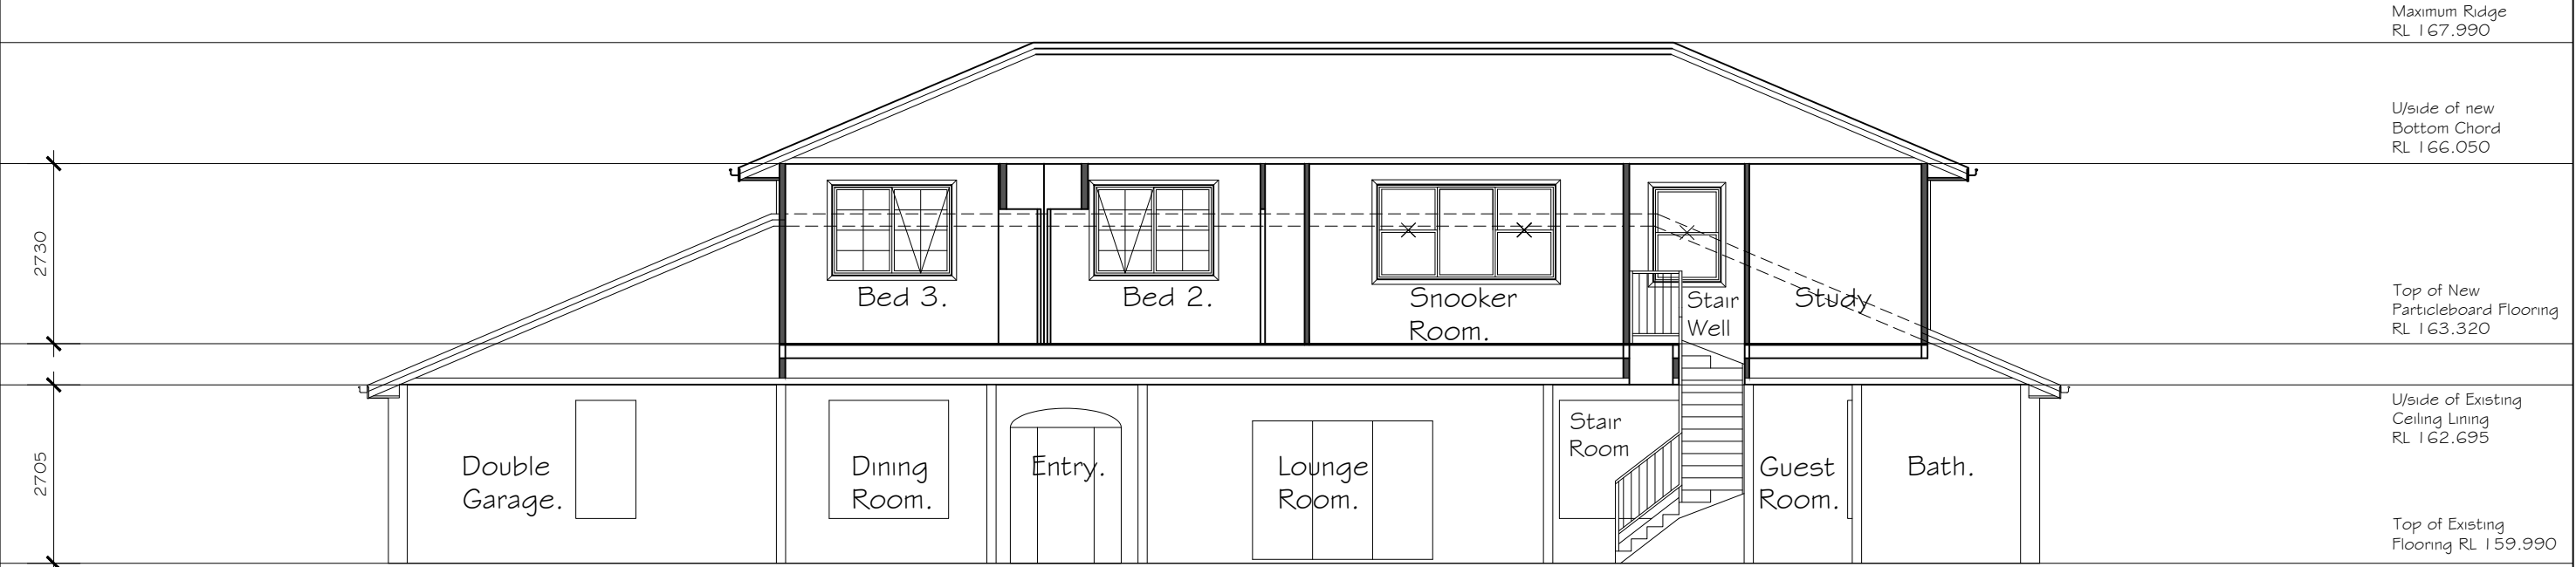 Maximum Ridge
RL 167.990
U/side of new
Bottom Chord
RL 166.050
2730
Bed 3.
Bed 2.
Snooker
Room.
Stair
Well
Study
Top of New
Particleboard Flooring
RL 163.320
2705
Double
Garage.
Dining
Room.
Entry.
Lounge
Room.
Stair
Room
Guest
Room.
Bath.
U/side of Existing
Ceiling Lining
RL 162.695
Top of Existing
Flooring RL 159.990